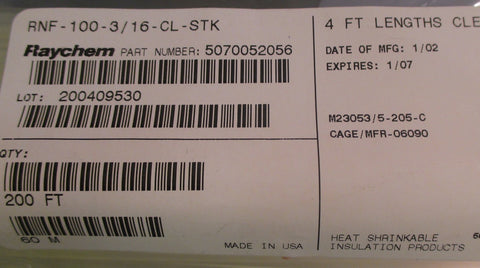 RNF-100-3/16-CL-STK
Raychem PART NUMBER: 5070052056
LOT: 200409530
QTY:
200 FT
60 M
MADE IN USA
4 FT LENGTHS CLE
DATE OF MFG: 1/02
EXPIRES: 1/07
M23053/5-205-C
CAGE/MFR-06090
HEAT SHRINKABLE
INSULATION PRODUCTS